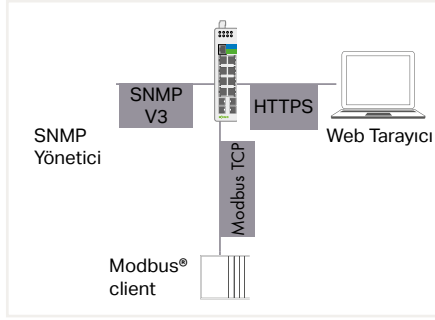 SNMP
V3
HTTPS
SNMP
Yönetici
Web Tarayıcı
Modbus TCP
Modbus®
client